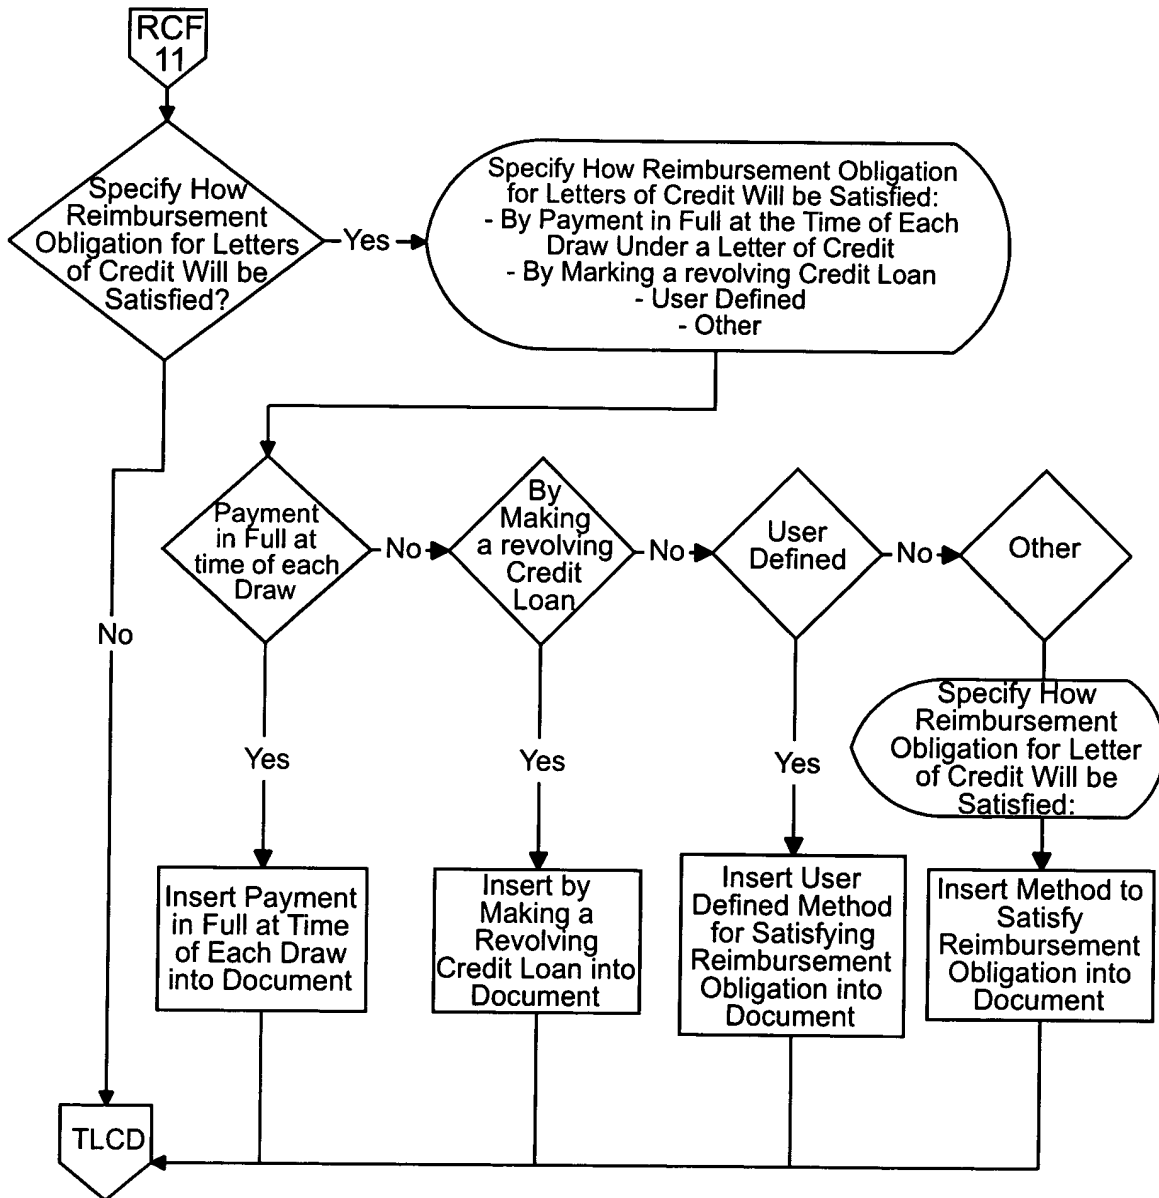 RCF
11
Specify How
Reimbursement
Obligation for Letters
of Credit Will be
Satisfied?
Yes
Specify How Reimbursement Obligation
for Letters of Credit Will be Satisfied:
- By Payment in Full at the Time of Each
Draw Under a Letter of Credit
- By Marking a revolving Credit Loan
- User Defined
- Other
No
Payment
in Full at
time of each
Draw
No
By
Making
a revolving
Credit
Loan
No
User
Defined
No
Other
Yes
Yes
Yes
Specify How
Reimbursement
Obligation for Letter
of Credit Will be
Satisfied:
Insert Payment
in Full at Time
of Each Draw
into Document
Insert by
Making a
Revolving
Credit Loan into
Document
Insert User
Defined Method
for Satisfying
Reimbursement
Obligation into
Document
Insert Method to
Satisfy
Reimbursement
Obligation into
Document
TLCD